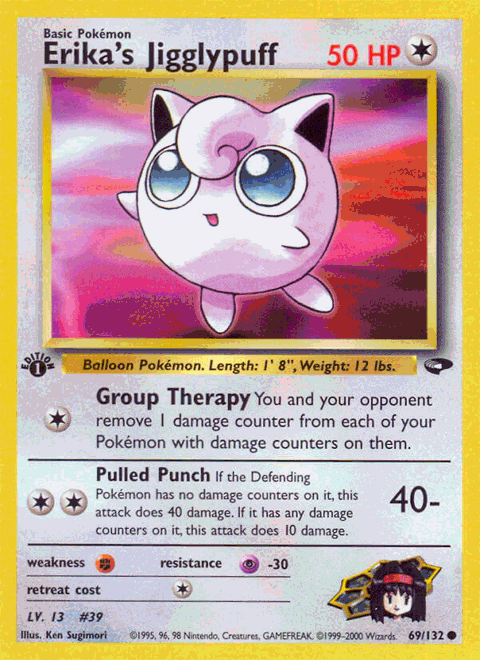 Basic Pokémon
Erika's Jigglypuff 50 HP
EDITION
1
Balloon Pokémon. Length: 1' 8", Weight: 12 lbs.
Group Therapy You and your opponent
remove 1 damage counter from each of your
Pokémon with damage counters on them.
Pulled Punch If the Defending
Pokémon has no damage counters on it, this
attack does 40 damage. If it has any damage
counters on it, this attack does 10 damage.
40-
weakness resistance -30
retreat cost
LV. 13 #39
Illus. Ken Sugimori ©1995, 96, 98 Nintendo, Creatures, GAMEFREAK. ©1999-2000 Wizards. 69/132